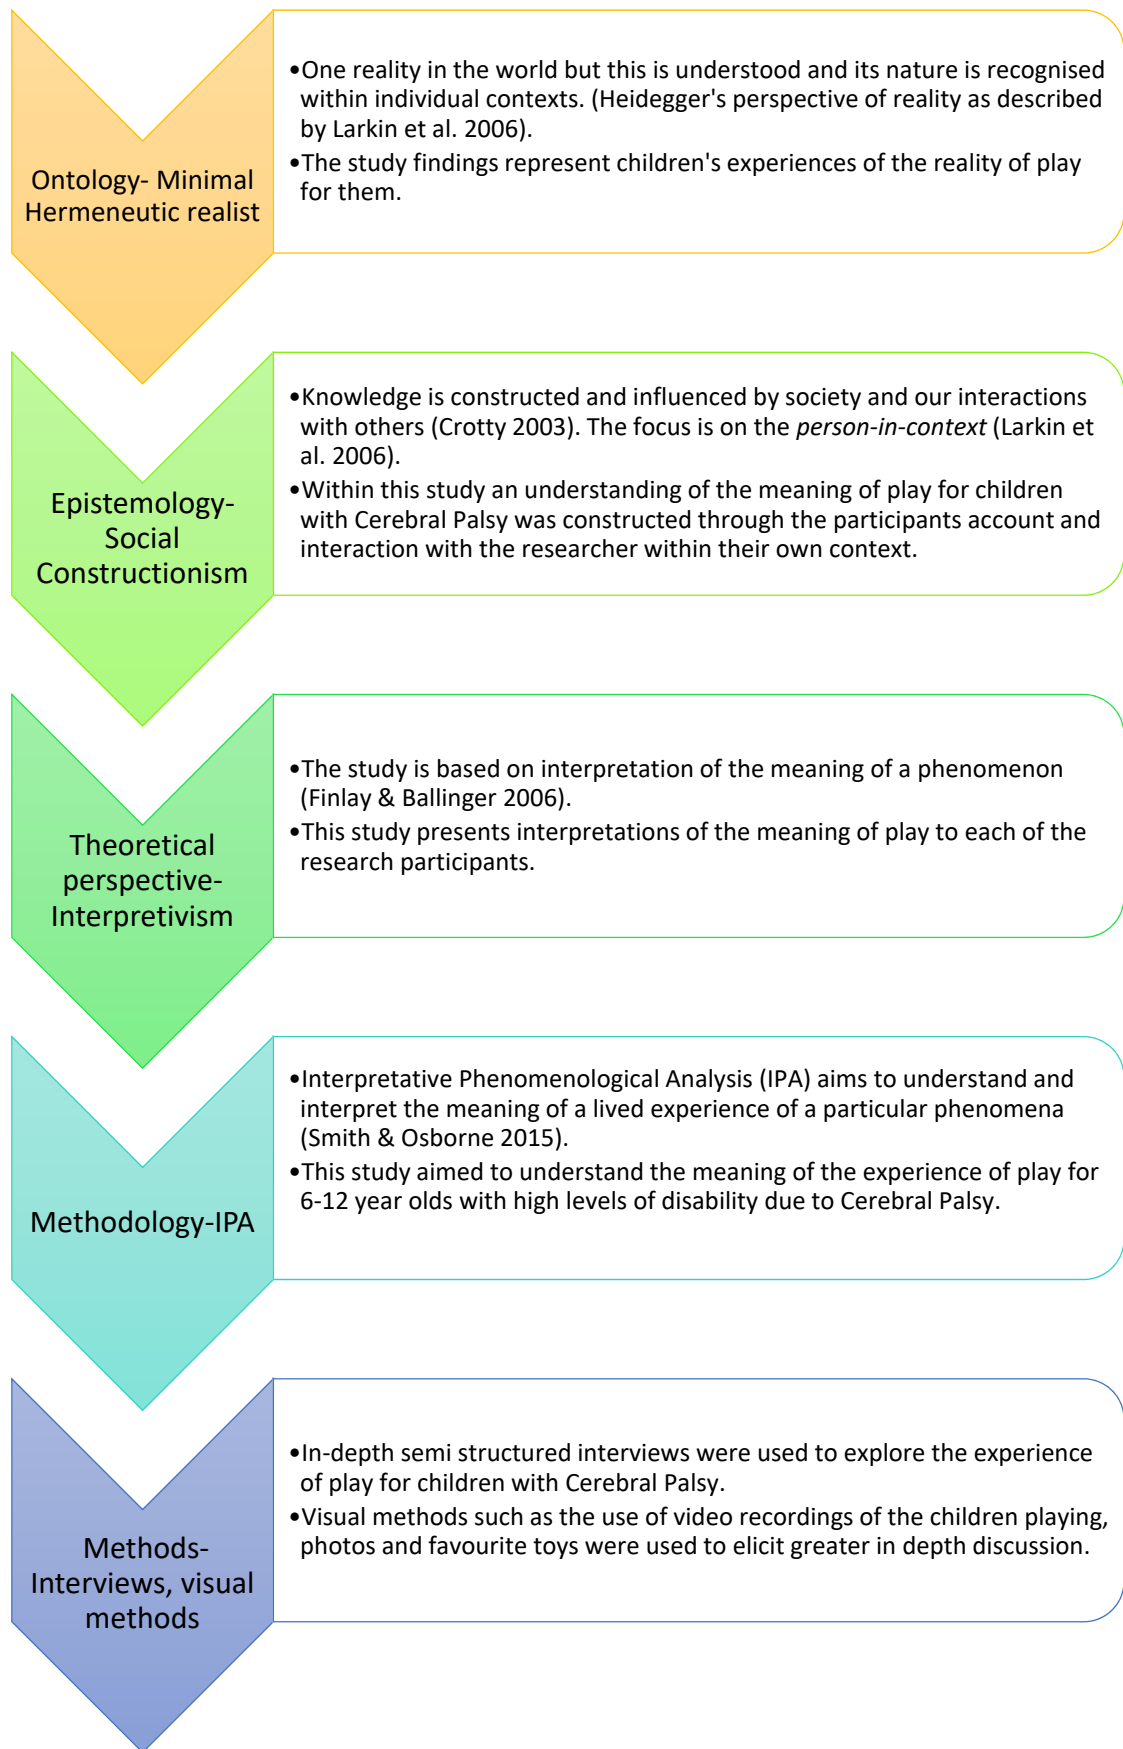 Ontology- Minimal
Hermeneutic realist
•One reality in the world but this is understood and its nature is recognised
within individual contexts. (Heidegger's perspective of reality as described
by Larkin et al. 2006).
•The study findings represent children's experiences of the reality of play
for them.
Epistemology-
Social
Constructionism
•Knowledge is constructed and influenced by society and our interactions
with others (Crotty 2003). The focus is on the person-in-context (Larkin et
al. 2006).
•Within this study an understanding of the meaning of play for children
with Cerebral Palsy was constructed through the participants account and
interaction with the researcher within their own context.
Theoretical
perspective-
Interpretivism
•The study is based on interpretation of the meaning of a phenomenon
(Finlay & Ballinger 2006).
•This study presents interpretations of the meaning of play to each of the
research participants.
Methodology-IPA
•Interpretative Phenomenological Analysis (IPA) aims to understand and
interpret the meaning of a lived experience of a particular phenomena
(Smith & Osborne 2015).
•This study aimed to understand the meaning of the experience of play for
6-12 year olds with high levels of disability due to Cerebral Palsy.
Methods-
Interviews, visual
methods
•In-depth semi structured interviews were used to explore the experience
of play for children with Cerebral Palsy.
•Visual methods such as the use of video recordings of the children playing,
photos and favourite toys were used to elicit greater in depth discussion.